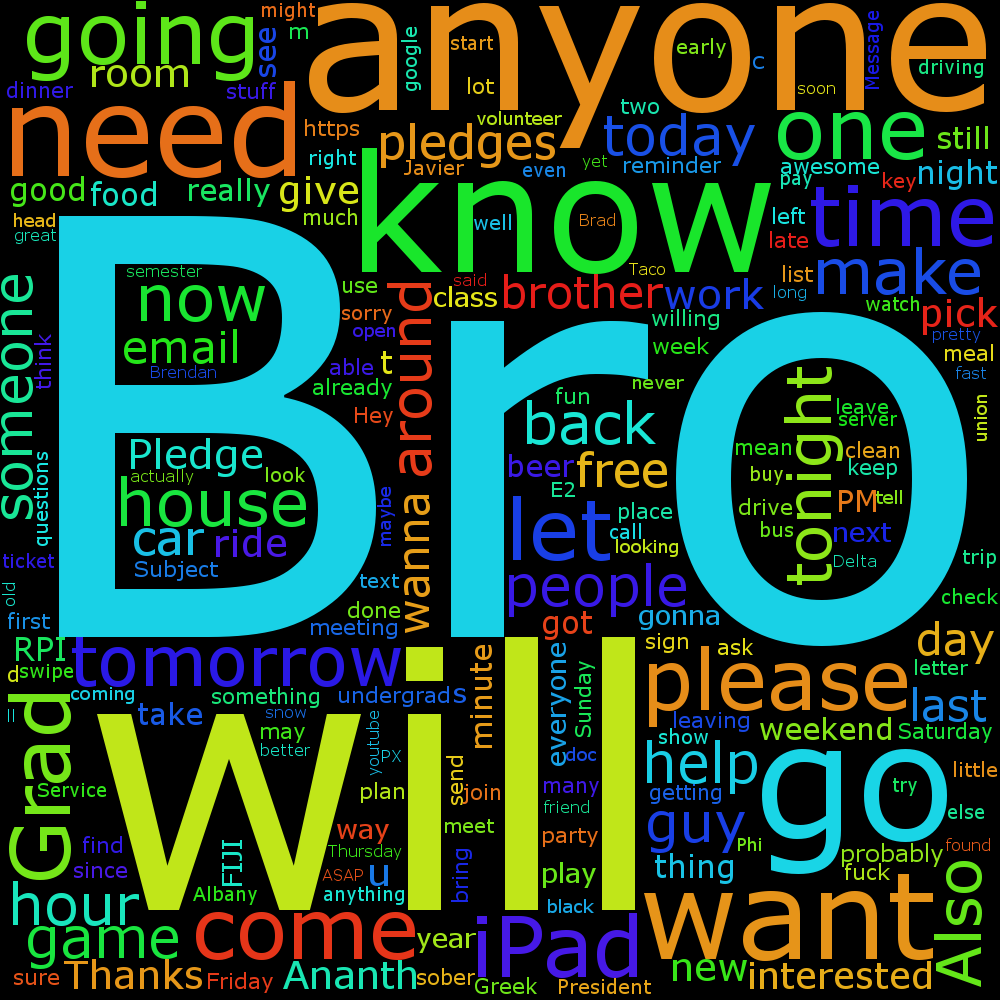 going
might
m
see
google
anyone
start
lot
early
c
Message
driving
room
dinner
stuff
need
https
pledges
volunteer
two
soon
today
one
still
right
Javier
even
yet
reminder
awesome
pay
key
night
good
food
really
give
much
know
well
Brad
left
late
time
head
great
semester
now
use
sorry
around
class
said
brother
Taco
work
list
long
make
watch
pick
pretty
someone
think
email
Brendan
open
able
t
willing
week
meal
fast
Bro
already
Hey
never
fun
back
tonight
leave
server
union
questions
Pledge
actually
look
house
maybe
wanna
beer
free
E2
mean
buy
clean
keep
car
ride
Subject
let
place
call
looking
drive
bus
PM
tell
next
Delta
trip
ticket
old
text
people
check
first
done
meeting
got
gonna
sign
ask
day
RPI
d
swipe
tomorrow
coming
something
undergrads
minute
everyone
Sunday
please
letter
last
ll
Grad
take
snow
may
better
youtube
PX
Will
doc
leaving
show
weekend
Saturday
Service
plan
send
join
many
friend
help
getting
go
try
little
else
find
since
FIJI
way
Thursday
ASAP
u
meet
party
guy
Phi
probably
found
fuck
Albany
anything
bring
play
thing
hour
come
black
want
Also
game
year
iPad
sure
Thanks
Friday
Ananth
sober
Greek
President
new
interested